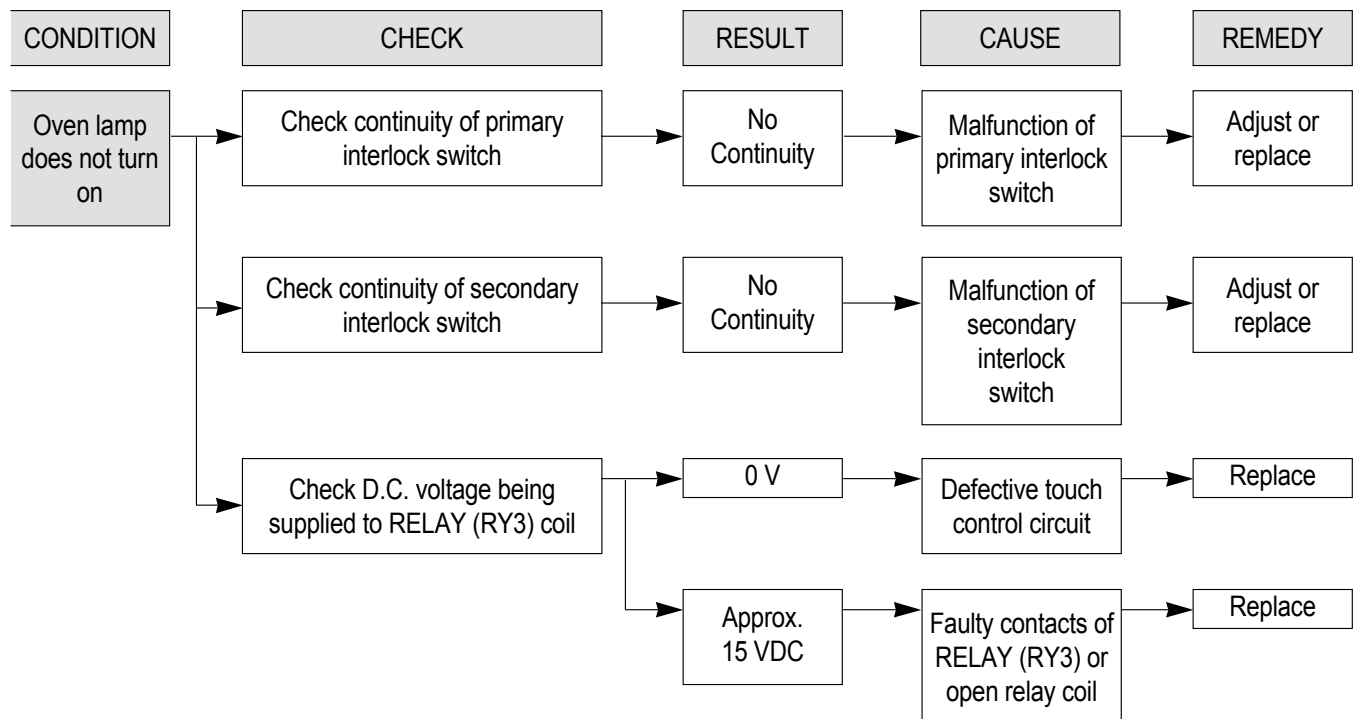 CONDITION
CHECK
RESULT
CAUSE
REMEDY
Oven lamp
does not turn
on
Check continuity of primary
interlock switch
No
Continuity
Malfunction of
primary interlock
switch
Adjust or
replace
Check continuity of secondary
interlock switch
No
Continuity
Malfunction of
secondary
interlock
switch
Adjust or
replace
Check D.C. voltage being
supplied to RELAY (RY3) coil
0 V
Defective touch
control circuit
Replace
Approx.
15 VDC
Faulty contacts of
RELAY (RY3) or
open relay coil
Replace